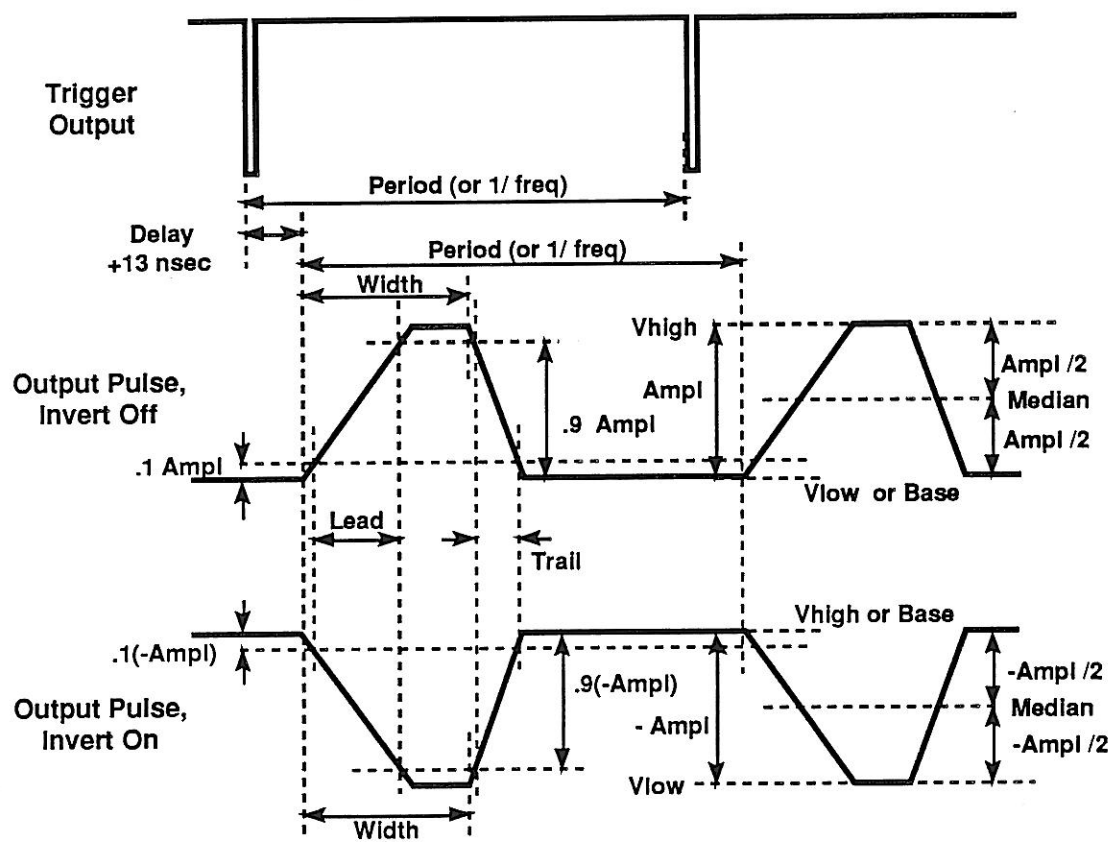 Trigger
Output
Period (or 1/ freq)
Delay
+13 nsec
Period (or 1/ freq)
Width
Vhigh
Ampl /2
Output Pulse,
Invert Off
Ampl
Median
.9 Ampl
Ampl /2
.1 Ampl
Vlow or Base
Lead
Trail
Vhigh or Base
.1(-Ampl)
-Ampl /2
.9(-Ampl)
Output Pulse,
Invert On
- Ampl
Median
-Ampl /2
Vlow
Width